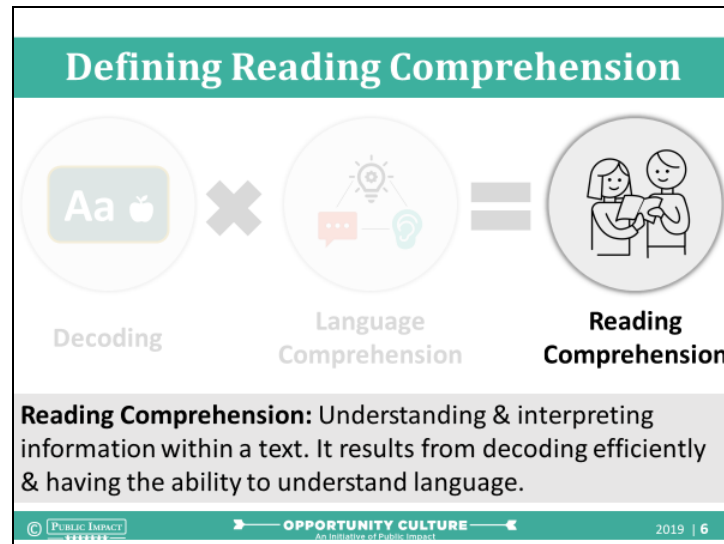 Defining Reading Comprehension
Aa
Decoding
Language
Comprehension
Reading
Comprehension
Reading Comprehension: Understanding & interpreting
information within a text. It results from decoding efficiently
& having the ability to understand language.
© PUBLIC IMPACT
OPPORTUNITY CULTURE
An Initiative of Public Impact
2019 | 6